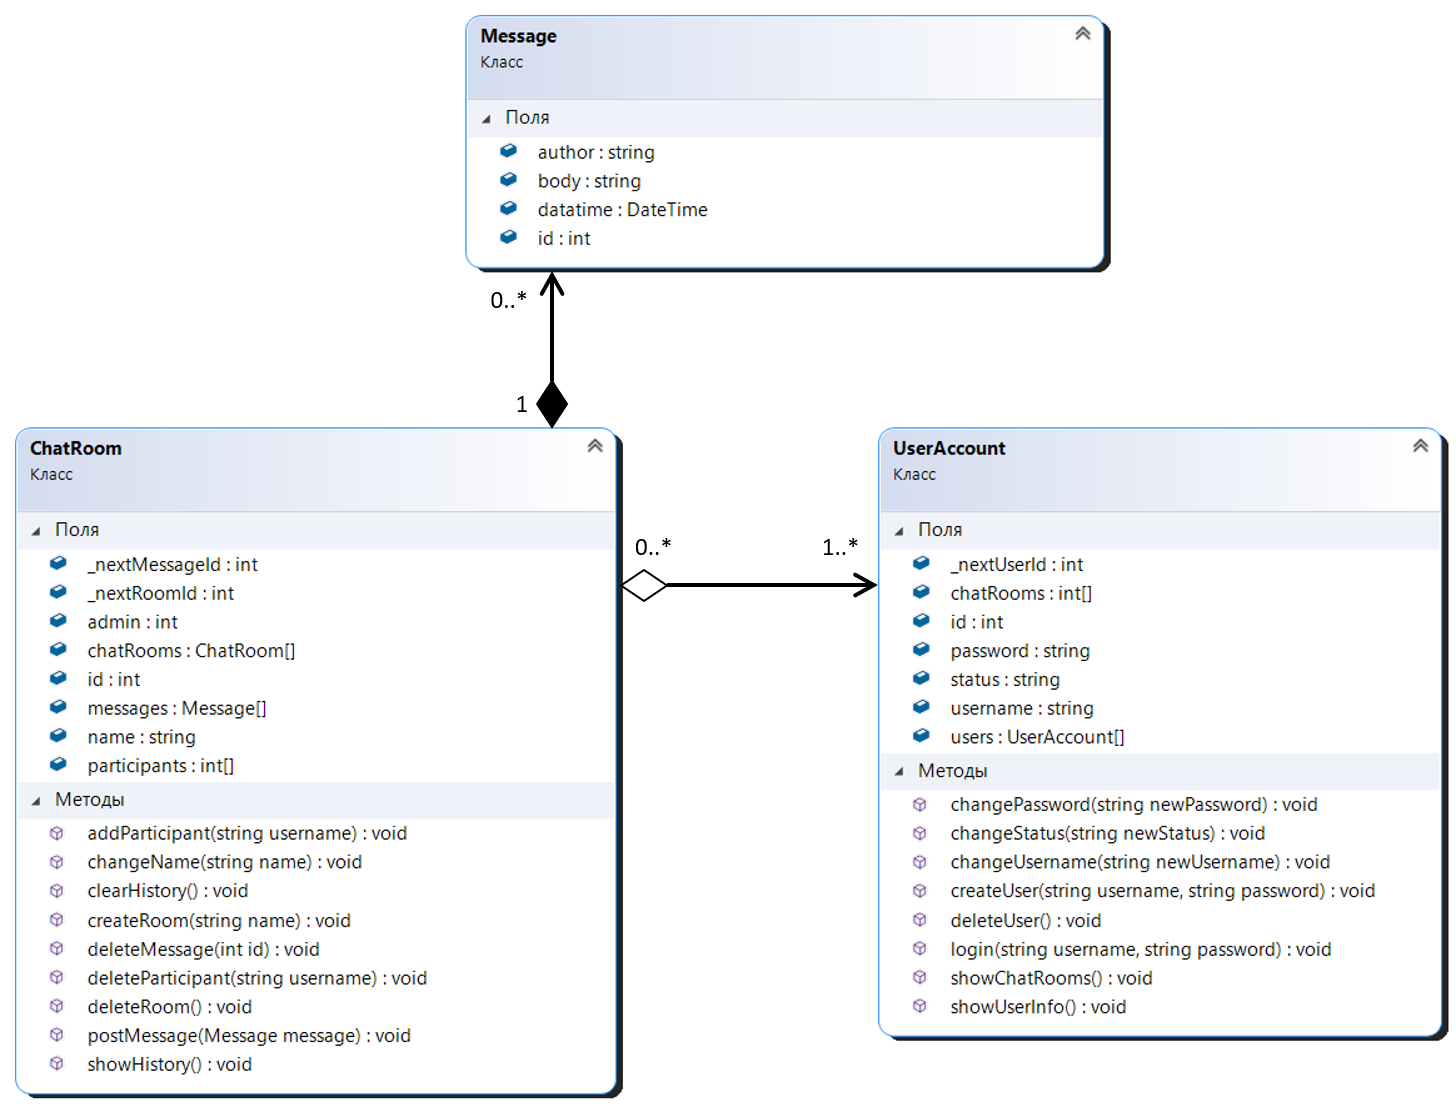 Message
Класс
Поля
author : string
body : string
datatime : DateTime
id : int
0..*
1
ChatRoom
Класс
Поля
_nextMessageId : int
_nextRoomId : int
admin : int
chatRooms : ChatRoom[]
id : int
messages : Message[]
name : string
participants : int[]
Методы
addParticipant(string username) : void
changeName(string name) : void
clearHistory() : void
createRoom(string name) : void
deleteMessage(int id) : void
deleteParticipant(string username) : void
deleteRoom() : void
postMessage(Message message) : void
showHistory() : void
0..*
1..*
UserAccount
Класс
Поля
_nextUserId : int
chatRooms : int[]
id : int
password : string
status : string
username : string
users : UserAccount[]
Методы
changePassword(string newPassword) : void
changeStatus(string newStatus) : void
changeUsername(string newUsername) : void
createUser(string username, string password) : void
deleteUser() : void
login(string username, string password) : void
showChatRooms() : void
showUserInfo() : void